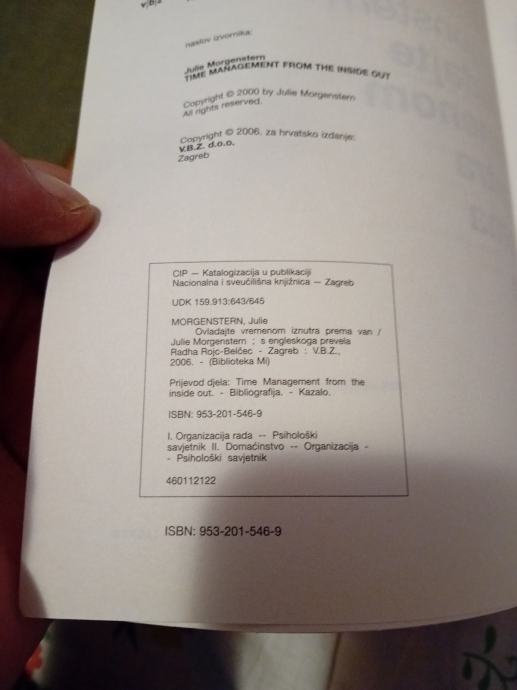 v|b|z
naslov izvornika:
Julie Morgenstern
TIME MANAGEMENT FROM THE INSIDE OUT
Copyright © 2000 by Julie Morgenstern
All rights reserved.
Copyright © 2006. za hrvatsko izdanje:
V.B.Z. d.o.o.
Zagreb
CIP – Katalogizacija u publikaciji
Nacionalna i sveučilišna knjižnica – Zagreb
UDK 159.913:643/645
MORGENSTERN, Julie
Ovladajte vremenom iznutra prema van /
Julie Morgenstern ; s engleskoga prevela
Radha Rojc-Belčec - Zagreb : V.B.Z.,
2006. - (Biblioteka Mi)
Prijevod djela: Time Management from the
inside out. - Bibliografija. - Kazalo.
ISBN: 953-201-546-9
I. Organizacija rada -- Psihološki
savjetnik II. Domaćinstvo -- Organizacija -
- Psihološki savjetnik
460112122
ISBN: 953-201-546-9